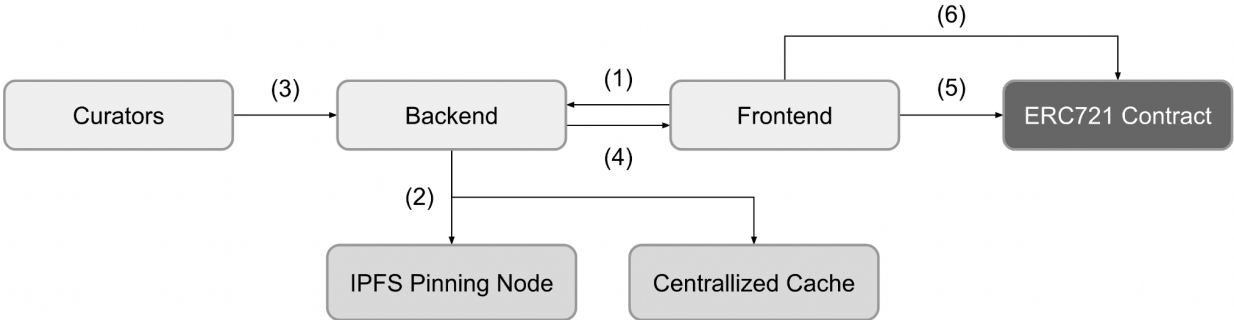 (6)
(1)
(3)
(5)
Curators
Backend
Frontend
ERC721 Contract
(4)
(2)
IPFS Pinning Node
Centrallized Cache